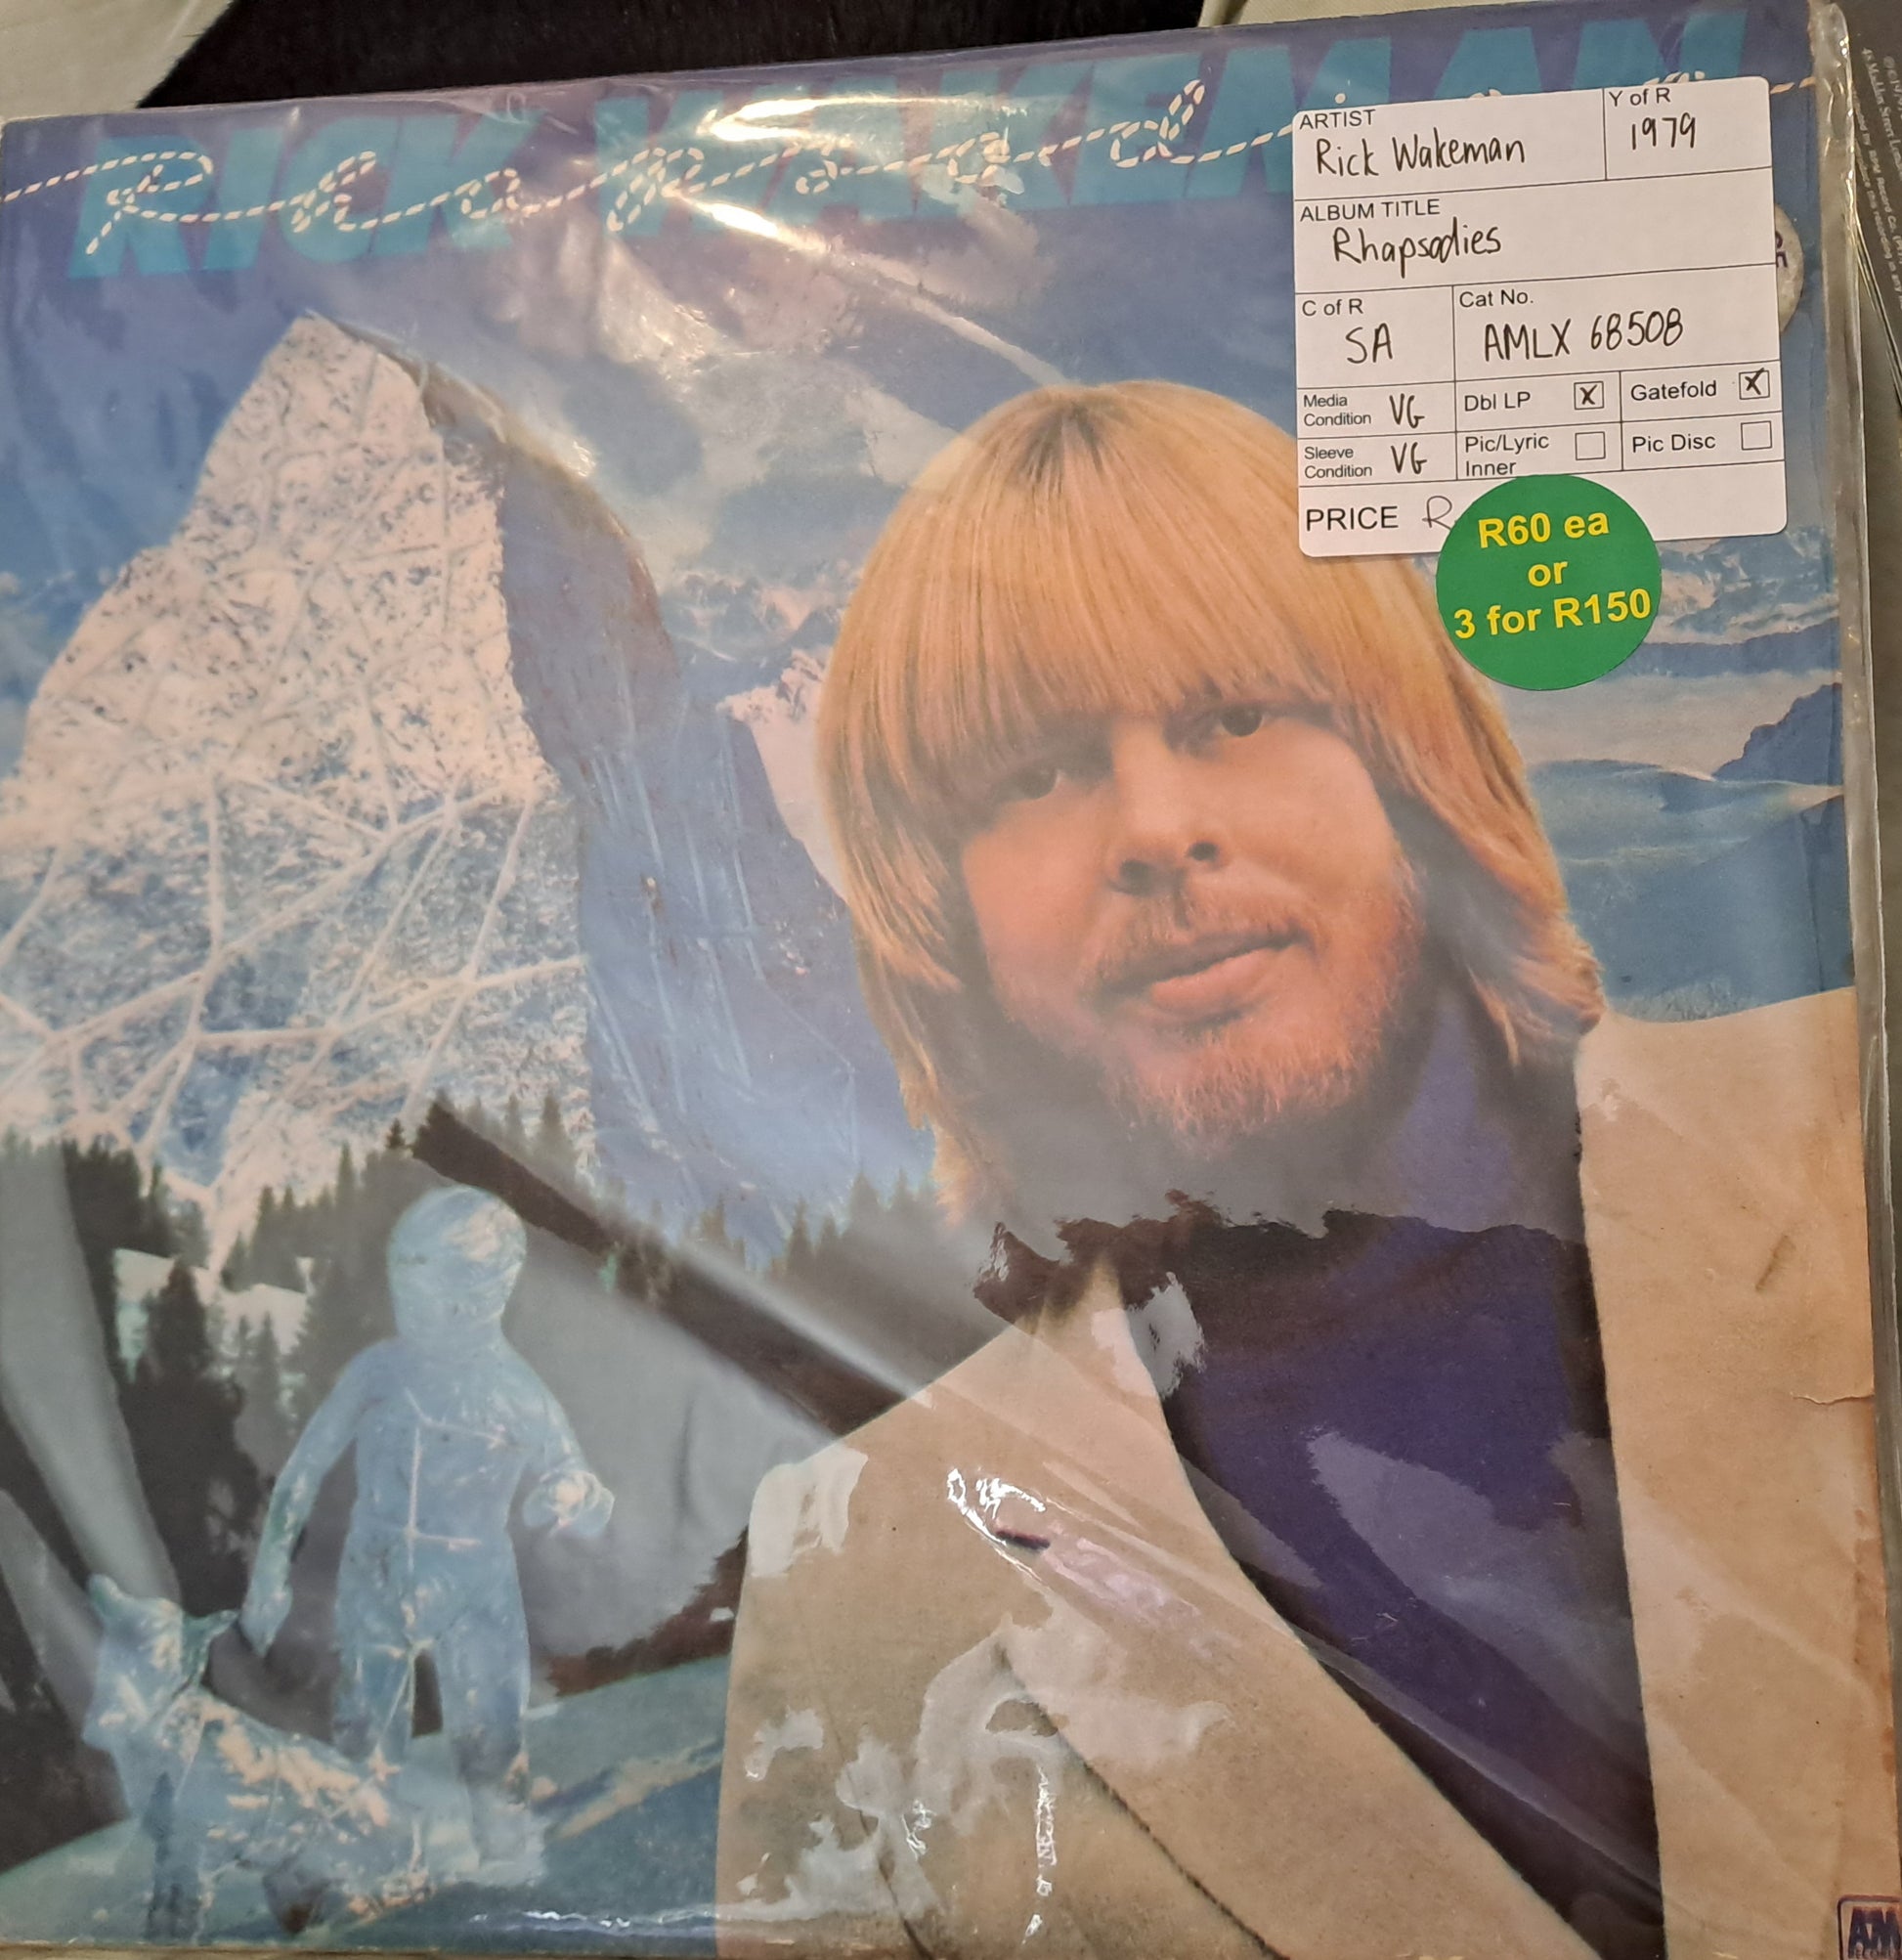 RICK WAKEMAN
ARTIST
Rick Wakeman
Y of R
1979
ALBUM TITLE
Rhapsodies
C of R
SA
Cat No.
AMLX 68508
Media
Condition VG
Dbl LP X
Gatefold X
Sleeve
Condition VG
Pic/Lyric
Inner
Pic Disc
PRICE R
R60 ea
or
3 for R150